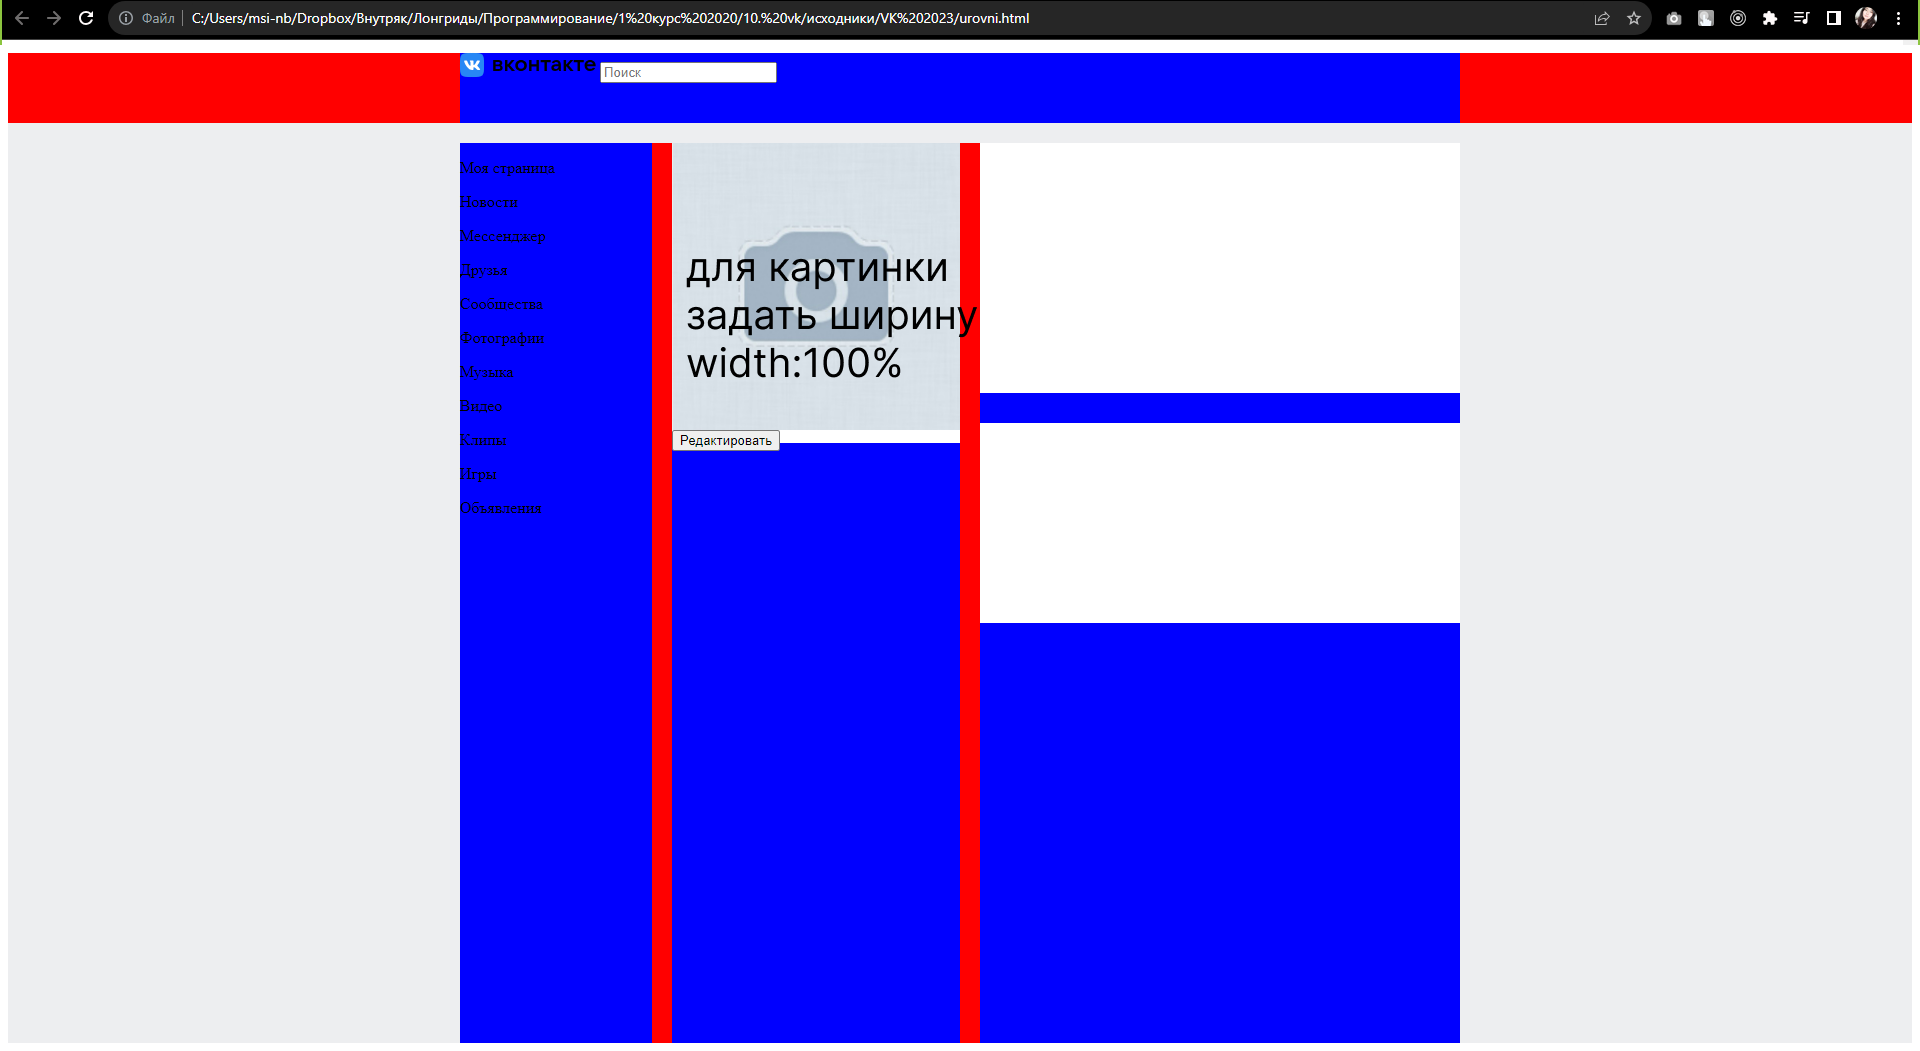 Файл
C:/Users/msi-nb/Dropbox/Внутряк/Лонгриды/Программирование/1%20курс%202020/10.%20vk/исходники/VK%202023/urovni.html
вконтакте
Поиск
Моя страница
Новости
Мессенджер
Друзья
Сообщества
Фотографии
Музыка
Видео
Клипы
Игры
Объявления
для картинки
задать ширину
width:100%
Редактировать